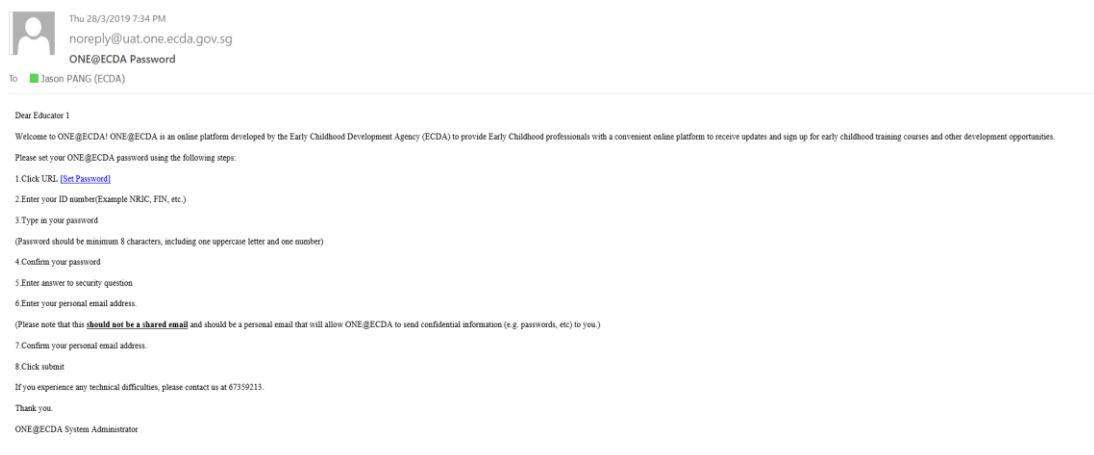 Thu 28/3/2019 7:34 PM
noreply@uat.one.ecda.gov.sg
ONE@ECDA Password
To Jason PANG (ECDA)
Dear Educator 1
Welcome to ONE@ECDA! ONE@ECDA is an online platform developed by the Early Childhood Development Agency (ECDA) to provide Early Childhood professionals with a convenient online platform to receive updates and sign up for early childhood training courses and other development opportunities.
Please set your ONE@ECDA password using the following steps:
1.Click URL [Set Password]
2.Enter your ID number(Example NRIC, FIN, etc.)
3.Type in your password
(Password should be minimum 8 characters, including one uppercase letter and one number)
4.Confirm your password
5.Enter answer to security question
6.Enter your personal email address.
(Please note that this should not be a shared email and should be a personal email that will allow ONE@ECDA to send confidential information (e.g. passwords, etc) to you.)
7.Confirm your personal email address.
8.Click submit
If you experience any technical difficulties, please contact us at 67359213.
Thank you.
ONE@ECDA System Administrator